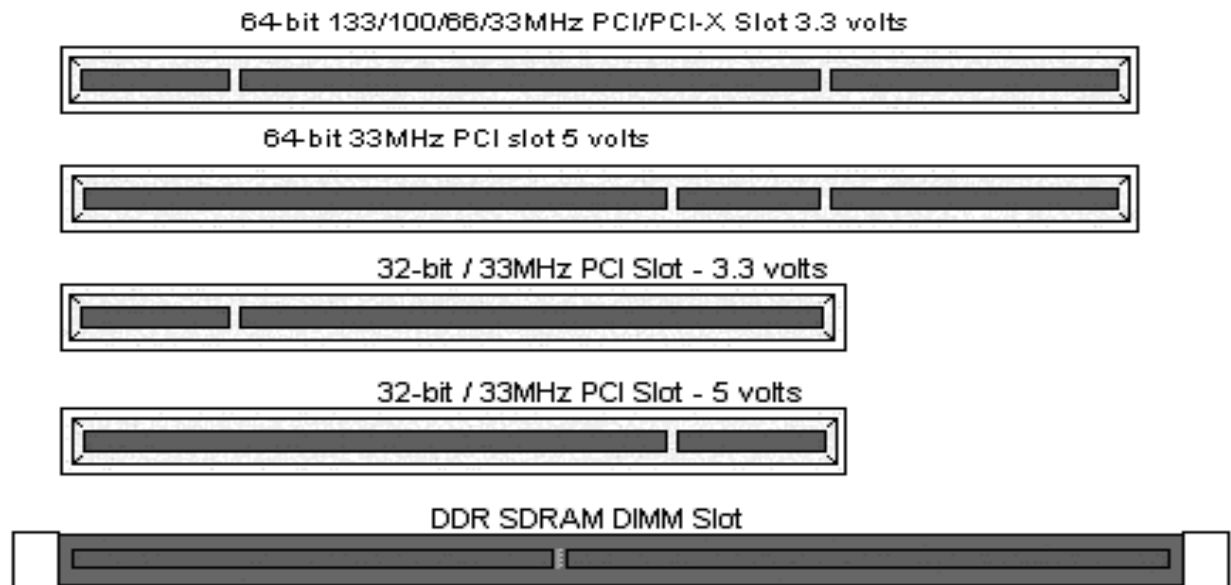 64-bit 133/100/66/33MHz PCI/PCI-X Slot 3.3 volts
64-bit 33MHz PCI slot 5 volts
32-bit / 33MHz PCI Slot - 3.3 volts
32-bit / 33MHz PCI Slot - 5 volts
DDR SDRAM DIMM Slot